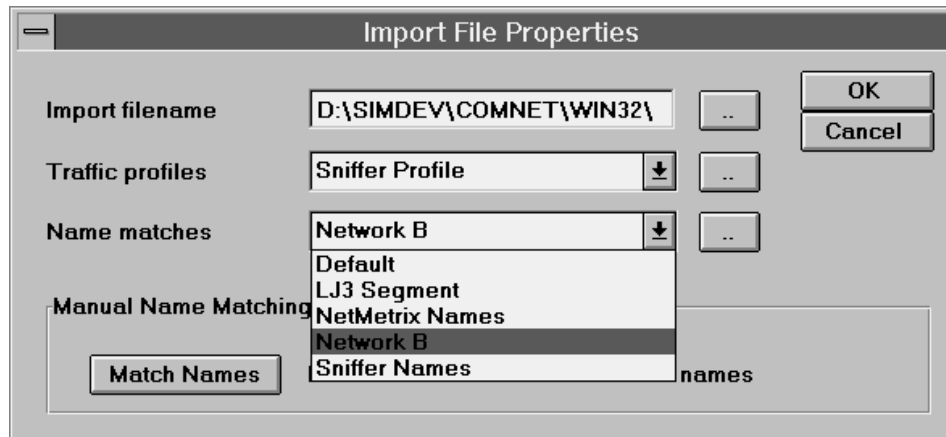 Import File Properties
Import filename
D:\SIMDEV\COMNET\WIN32\
..
OK
Cancel
Traffic profiles
Sniffer Profile
..
Name matches
Network B
..
Default
LJ3 Segment
NetMetrix Names
Network B
Sniffer Names
Manual Name Matching
Match Names
names